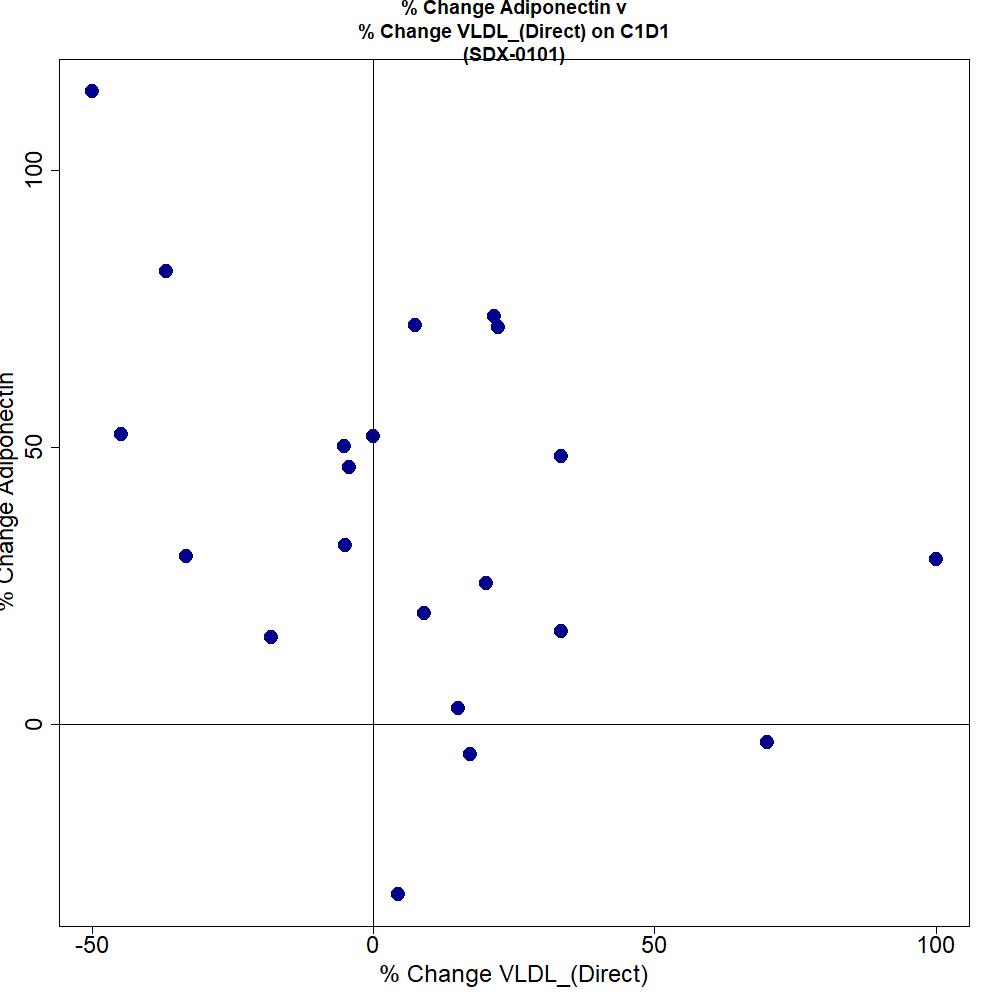 % Change Adiponectin v
% Change VLDL_(Direct) on C1D1
(SDX-0101)
% Change Adiponectin
100
50
0
-50
0
50
100
% Change VLDL_(Direct)